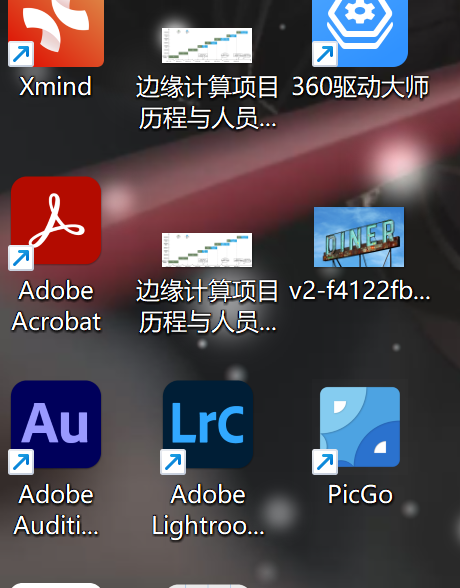 Xmind
边缘计算项目
历程与人员...
360驱动大师
Adobe
Acrobat
边缘计算项目
历程与人员...
DINER
v2-f4122fb...
Au
Adobe
Auditi...
LrC
Adobe
Lightroo...
PicGo